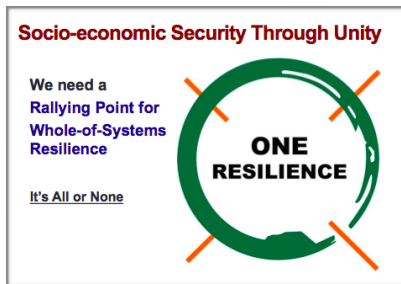 Socio-economic Security Through Unity
We need a
Rallying Point for
Whole-of-Systems
Resilience
It's All or None
ONE
RESILIENCE